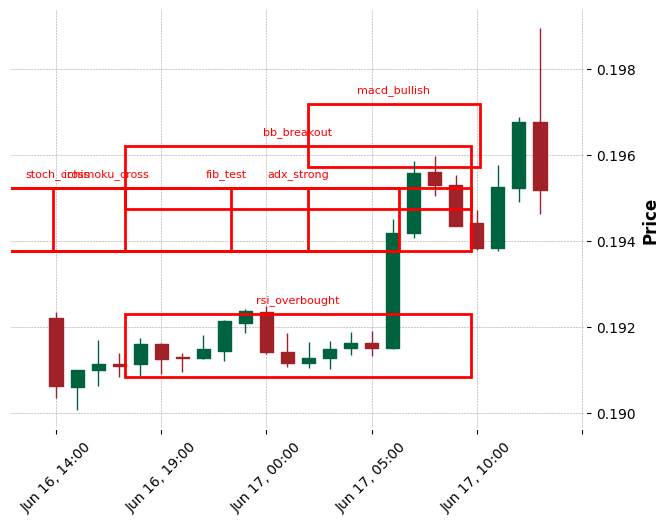 macd_bullish
0.198
bb_breakout
0.196
stoch_cross
ichimoku_cross
fib_test
adx_strong
Price
0.194
rsi_overbought
0.192
0.190
Jun 16, 14:00
Jun 16, 19:00
Jun 17, 00:00
Jun 17, 05:00
Jun 17, 10:00